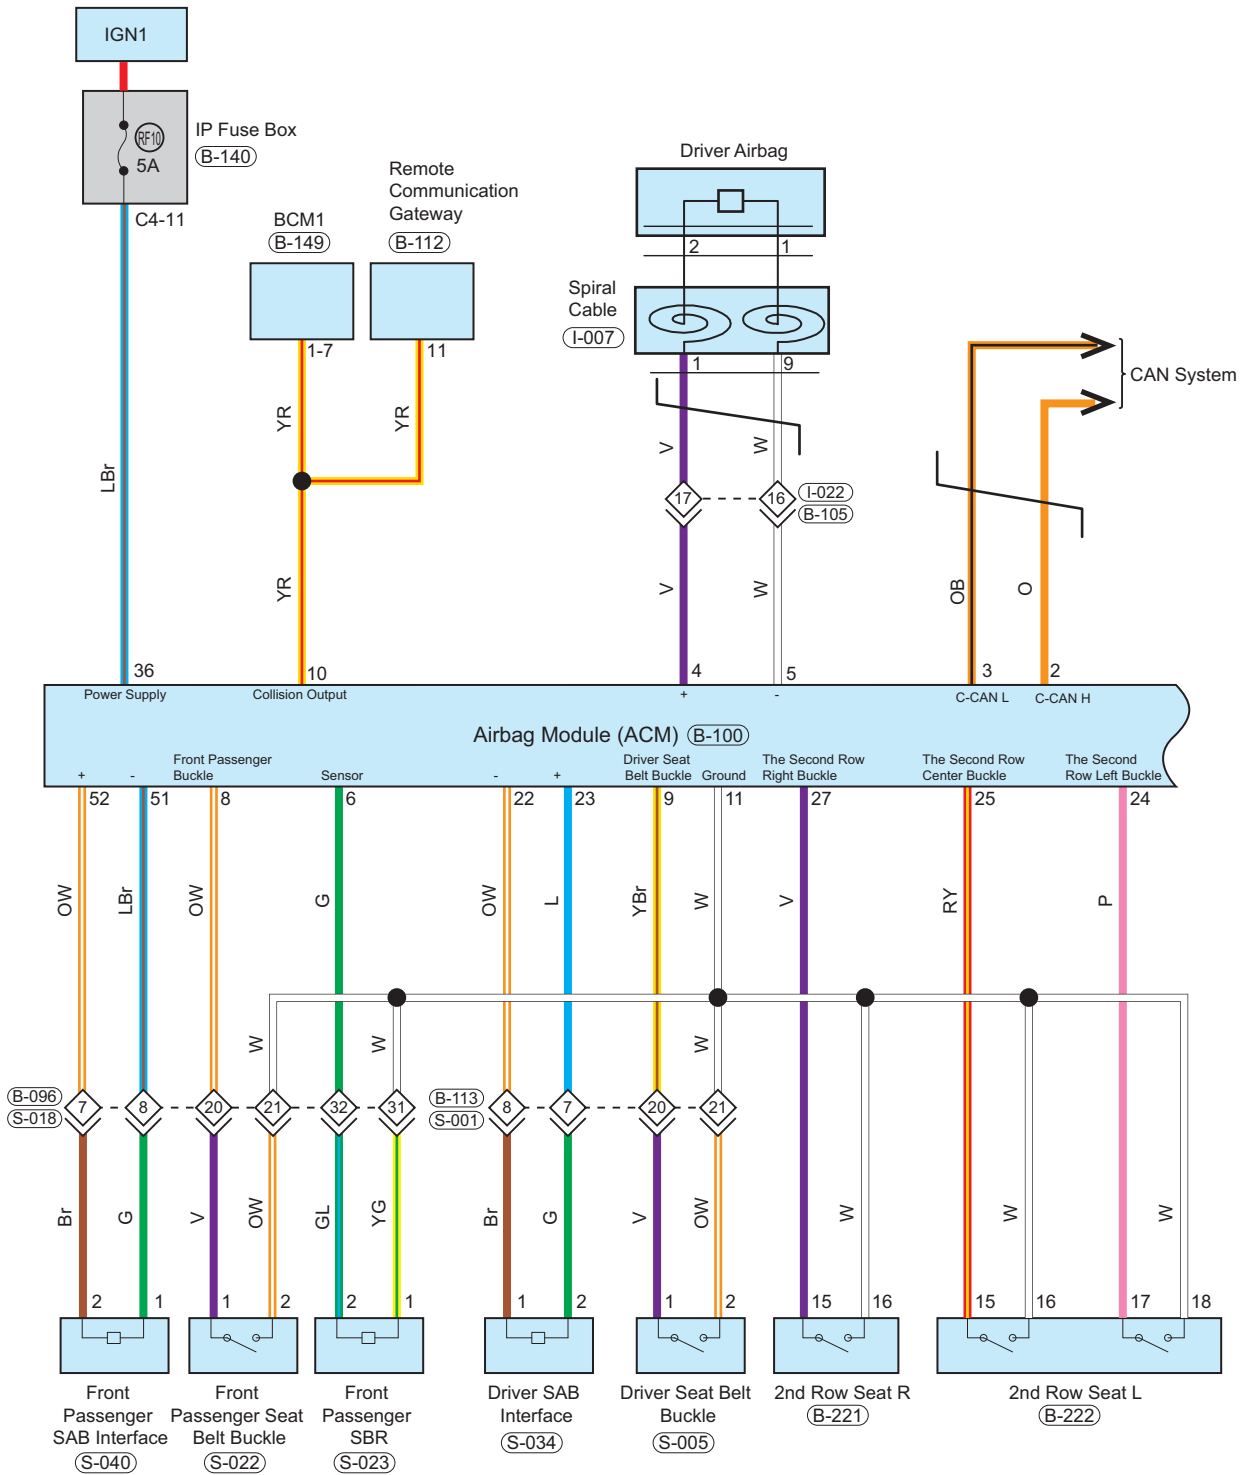 IGN1
RF10
5A
IP Fuse Box
B-140
C4-11
BCM1
B-149
1-7
Remote
Communication
Gateway
B-112
11
Driver Airbag
2 1
Spiral
Cable
I-007
1 9
CAN System
YR YR
V W
LBr
17 16
I-022
B-105
YR
V W
OB O
36 10 4 5 3 2
Power Supply Collision Output + - C-CAN L C-CAN H
Airbag Module (ACM) B-100
+ -
Front Passenger
Buckle
Sensor
- +
Driver Seat
Belt Buckle
Ground
The Second Row
Right Buckle
The Second Row
Center Buckle
The Second
Row Left Buckle
52 51 8 6 22 23 9 11 27 25 24
OW LBr OW G OW L YBr W V RY P
W W W
B-096
S-018
7 8 20 21 32 31
B-113
S-001
8 7 20 21
Br G V OW GL YG Br G V OW W W W
2 1 1 2 2 1 1 2 1 2 15 16 15 16 17 18
Front
Passenger
SAB Interface
S-040
Front
Passenger Seat
Belt Buckle
S-022
Front
Passenger
SBR
S-023
Driver SAB
Interface
S-034
Driver Seat Belt
Buckle
S-005
2nd Row Seat R
B-221
2nd Row Seat L
B-222